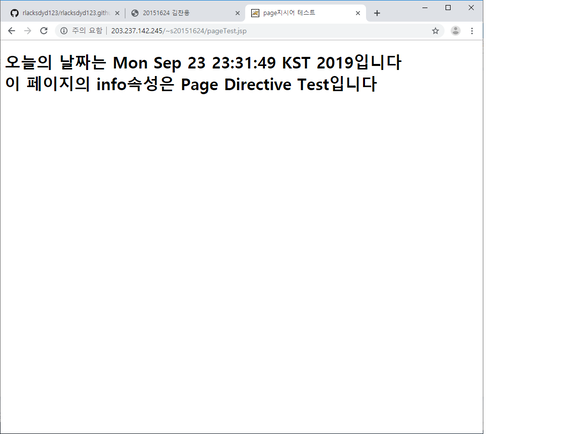 rlacksdyd123/rlacksdyd123.gith
20151624 김찬용
page지시어 테스트
주의 요함 | 203.237.142.245/~s20151624/pageTest.jsp
오늘의 날짜는 Mon Sep 23 23:31:49 KST 2019입니다
이 페이지의 info속성은 Page Directive Test입니다